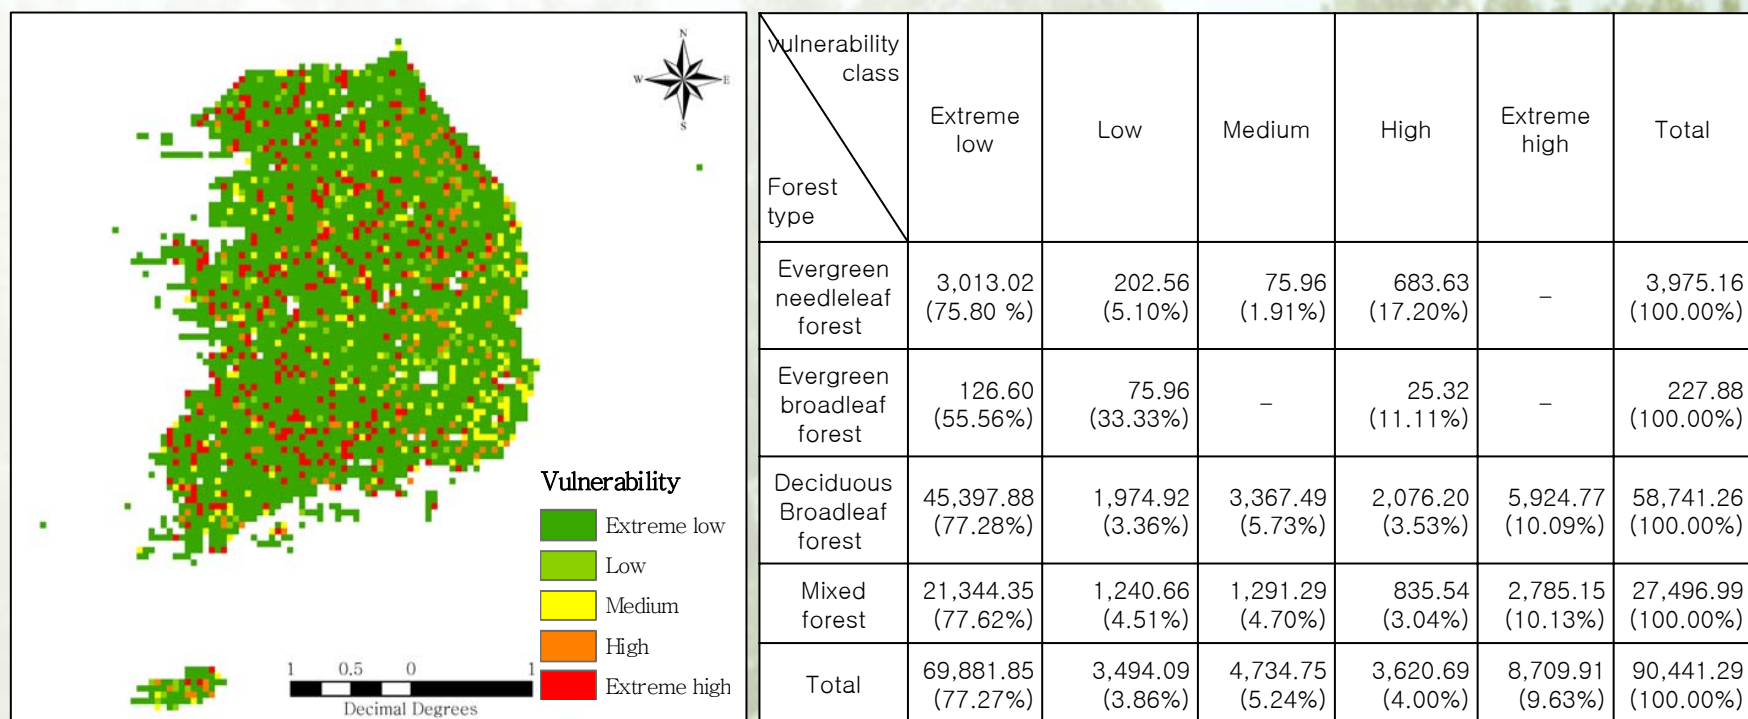 N
W
E
S
Vulnerability
Extreme low
Low
Medium
High
Extreme high
1 0.5 0 1
Decimal Degrees
vulnerability
class
Forest
type
Extreme
low
Low
Medium
High
Extreme
high
Total
Evergreen
needleleaf
forest
3,013.02
(75.80 %)
202.56
(5.10%)
75.96
(1.91%)
683.63
(17.20%)
–
3,975.16
(100.00%)
Evergreen
broadleaf
forest
126.60
(55.56%)
75.96
(33.33%)
–
25.32
(11.11%)
–
227.88
(100.00%)
Deciduous
Broadleaf
forest
45,397.88
(77.28%)
1,974.92
(3.36%)
3,367.49
(5.73%)
2,076.20
(3.53%)
5,924.77
(10.09%)
58,741.26
(100.00%)
Mixed
forest
21,344.35
(77.62%)
1,240.66
(4.51%)
1,291.29
(4.70%)
835.54
(3.04%)
2,785.15
(10.13%)
27,496.99
(100.00%)
Total
69,881.85
(77.27%)
3,494.09
(3.86%)
4,734.75
(5.24%)
3,620.69
(4.00%)
8,709.91
(9.63%)
90,441.29
(100.00%)